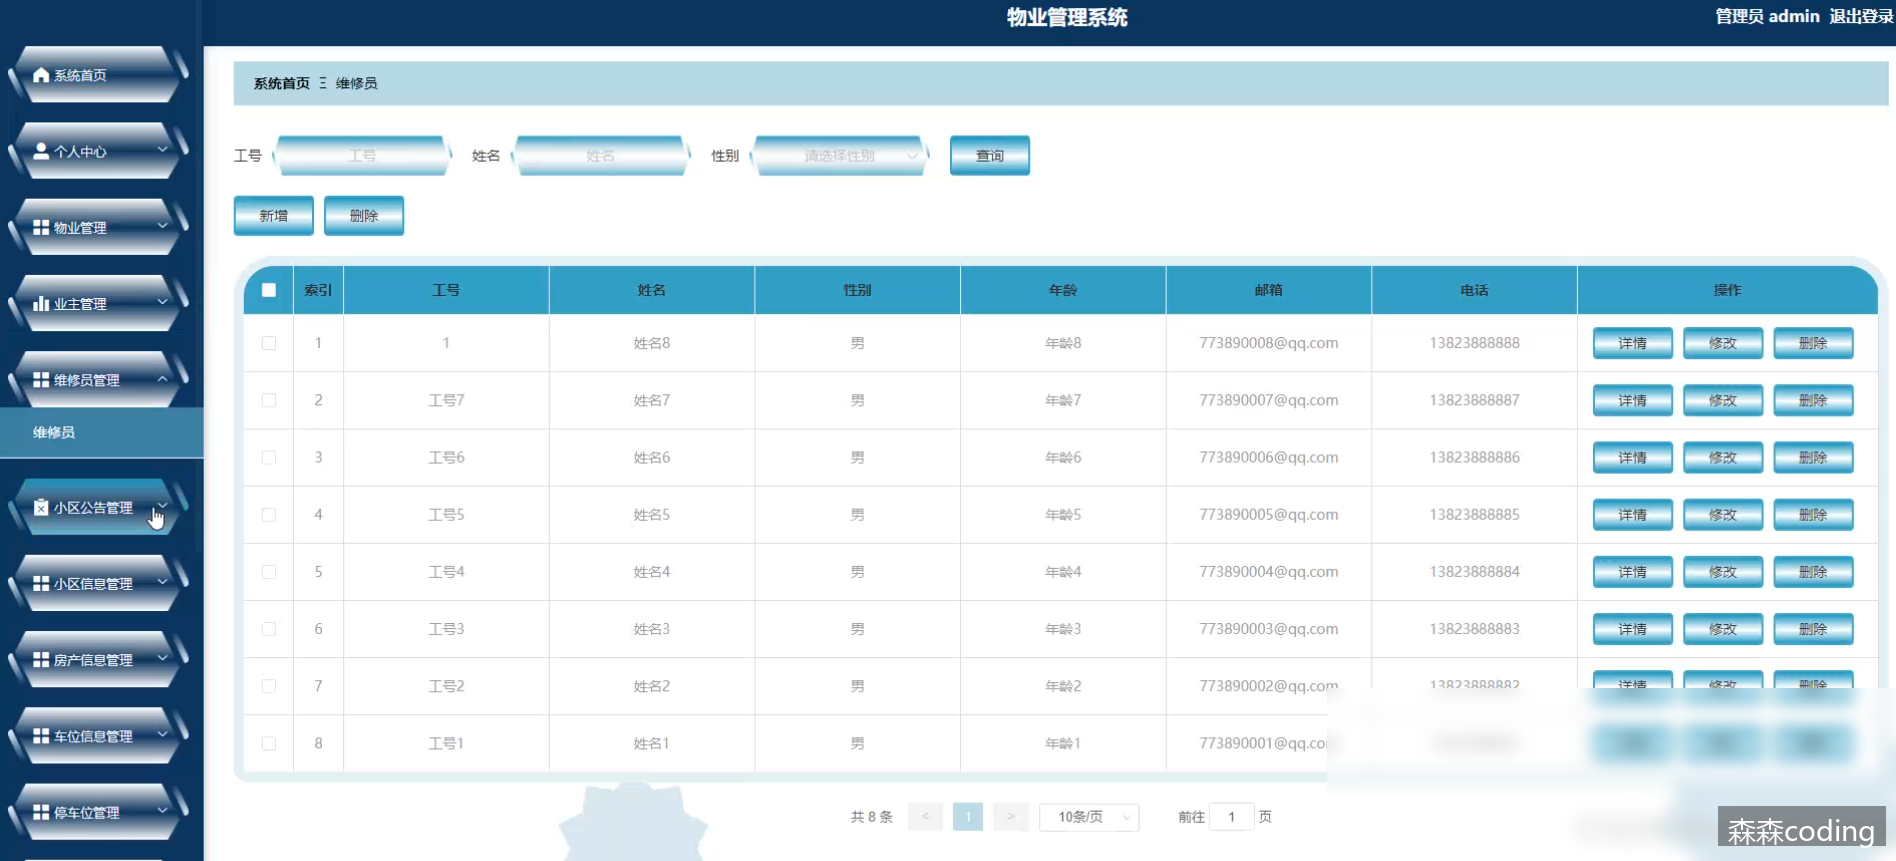 物业管理系统
管理员 admin 退出登录
系统首页
个人中心
物业管理
业主管理
维修员管理
维修员
小区公告管理
小区信息管理
房产信息管理
车位信息管理
停车位管理
系统首页 Ξ 维修员
工号 工号 姓名 姓名 性别 请选择性别 查询
新增 删除
索引 工号 姓名 性别 年龄 邮箱 电话 操作
1 1 姓名8 男 年龄8 773890008@qq.com 13823888888 详情 修改 删除
2 工号7 姓名7 男 年龄7 773890007@qq.com 13823888887 详情 修改 删除
3 工号6 姓名6 男 年龄6 773890006@qq.com 13823888886 详情 修改 删除
4 工号5 姓名5 男 年龄5 773890005@qq.com 13823888885 详情 修改 删除
5 工号4 姓名4 男 年龄4 773890004@qq.com 13823888884 详情 修改 删除
6 工号3 姓名3 男 年龄3 773890003@qq.com 13823888883 详情 修改 删除
7 工号2 姓名2 男 年龄2 773890002@qq.com 13823888882 详情 修改 删除
8 工号1 姓名1 男 年龄1 773890001@qq.co
共 8 条 < 1 > 10条/页 前往 1 页
森森coding